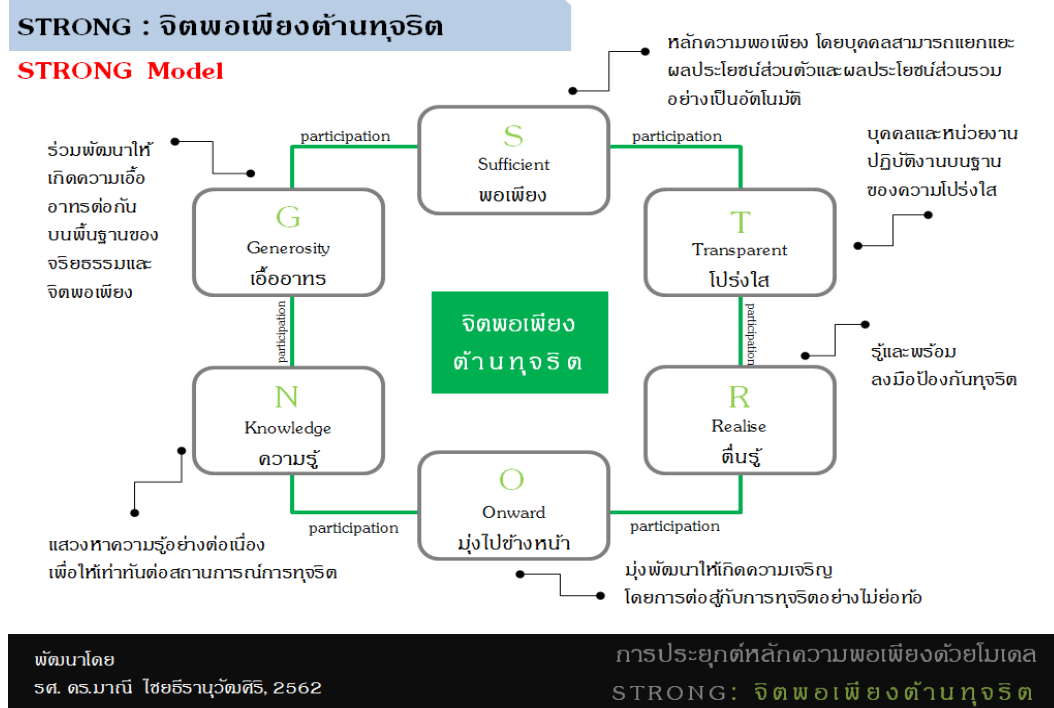 STRONG : จิตพอเพียงต้านทุจริต
STRONG Model
หลักความพอเพียง โดยบุคคลสามารถแยกแยะ
ผลประโยชน์ส่วนตัวและผลประโยชน์ส่วนรวม
อย่างเป็นอัตโนมัติ
participation
S
Sufficient
พอเพียง
participation
บุคคลและหน่วยงาน
ปฏิบัติงานบนฐาน
ของความโปร่งใส
ร่วมพัฒนาให้
เกิดความเอื้อ
อาทรต่อกัน
บนพื้นฐานของ
จริยธรรมและ
จิตพอเพียง
G
Generosity
เอื้ออาทร
T
Transparent
โปร่งใส
participation
จิตพอเพียง
ต้านทุจริต
participation
รู้และพร้อม
ลงมือป้องกันทุจริต
N
Knowledge
ความรู้
R
Realise
ตื่นรู้
O
Onward
มุ่งไปข้างหน้า
participation
participation
แสวงหาความรู้อย่างต่อเนื่อง
เพื่อให้เท่าทันต่อสถานการณ์การทุจริต
มุ่งพัฒนาให้เกิดความเจริญ
โดยการต่อสู้กับการทุจริตอย่างไม่ย่อท้อ
พัฒนาโดย
รศ. ดร.มาณี ไชยธีรานุวัฒศิริ, 2562
การประยุกต์หลักความพอเพียงด้วยโมเดล
STRONG: จิตพอเพียงต้านทุจริต